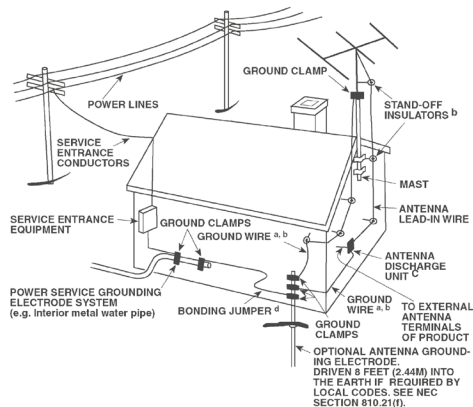 GROUND CLAMP
POWER LINES
STAND-OFF
INSULATORS b
SERVICE
ENTRANCE
CONDUCTORS
MAST
ANTENNA
LEAD-IN WIRE
SERVICE ENTRANCE
EQUIPMENT
GROUND CLAMPS
GROUND WIRE a, b
ANTENNA
DISCHARGE
UNIT C
POWER SERVICE GROUNDING
ELECTRODE SYSTEM
(e.g. Interior metal water pipe)
BONDING JUMPER d
GROUND
WIRE a, b
TO EXTERNAL
ANTENNA
TERMINALS
OF PRODUCT
GROUND
CLAMPS
OPTIONAL ANTENNA GROUND-
ING ELECTRODE.
DRIVEN 8 FEET (2.44M) INTO
THE EARTH IF REQUIRED BY
LOCAL CODES. SEE NEC
SECTION 810.21(f).